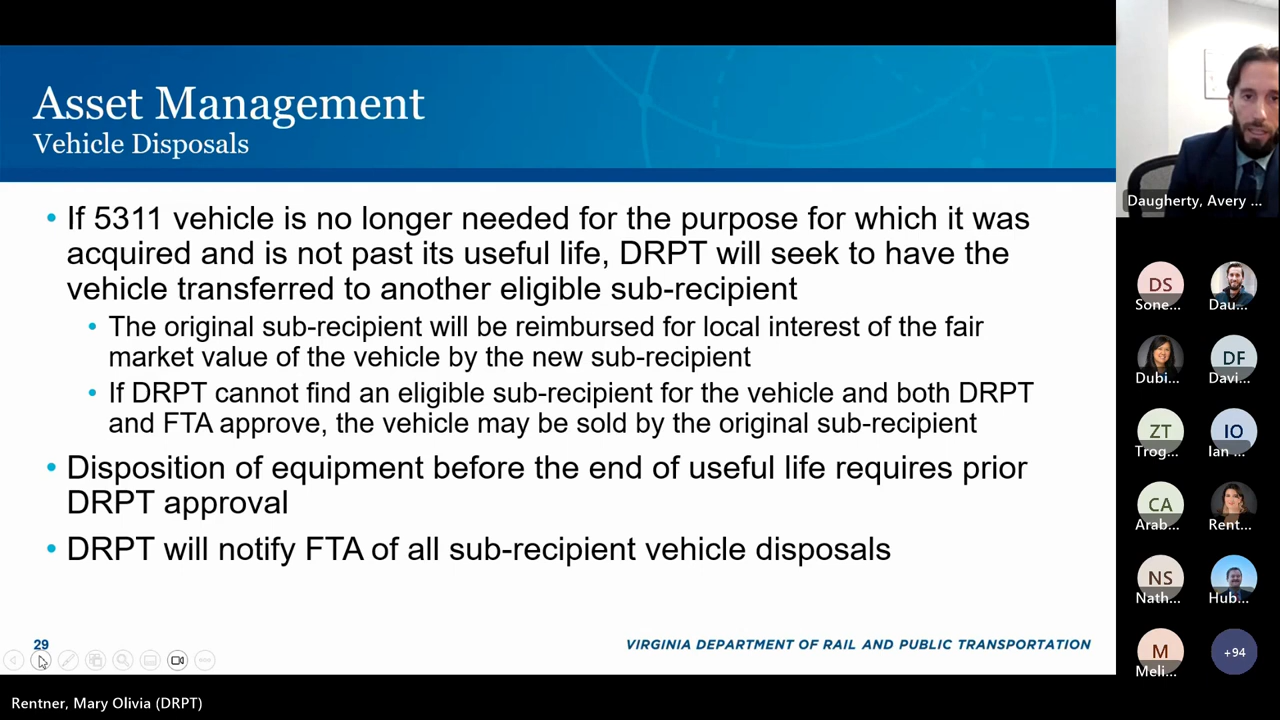 Asset Management
Vehicle Disposals
• If 5311 vehicle is no longer needed for the purpose for which it was
acquired and is not past its useful life, DRPT will seek to have the
vehicle transferred to another eligible sub-recipient
• The original sub-recipient will be reimbursed for local interest of the fair
market value of the vehicle by the new sub-recipient
• If DRPT cannot find an eligible sub-recipient for the vehicle and both DRPT
and FTA approve, the vehicle may be sold by the original sub-recipient
• Disposition of equipment before the end of useful life requires prior
DRPT approval
• DRPT will notify FTA of all sub-recipient vehicle disposals
29
VIRGINIA DEPARTMENT OF RAIL AND PUBLIC TRANSPORTATION
Rentner, Mary Olivia (DRPT)
Daugherty, Avery ...
DS
Sone...
Dau...
Dubi...
DF
Davi...
ZT
Trog...
IO
Ian ...
CA
Arab...
Rent...
NS
Nath...
Hub...
M
Meli...
+94